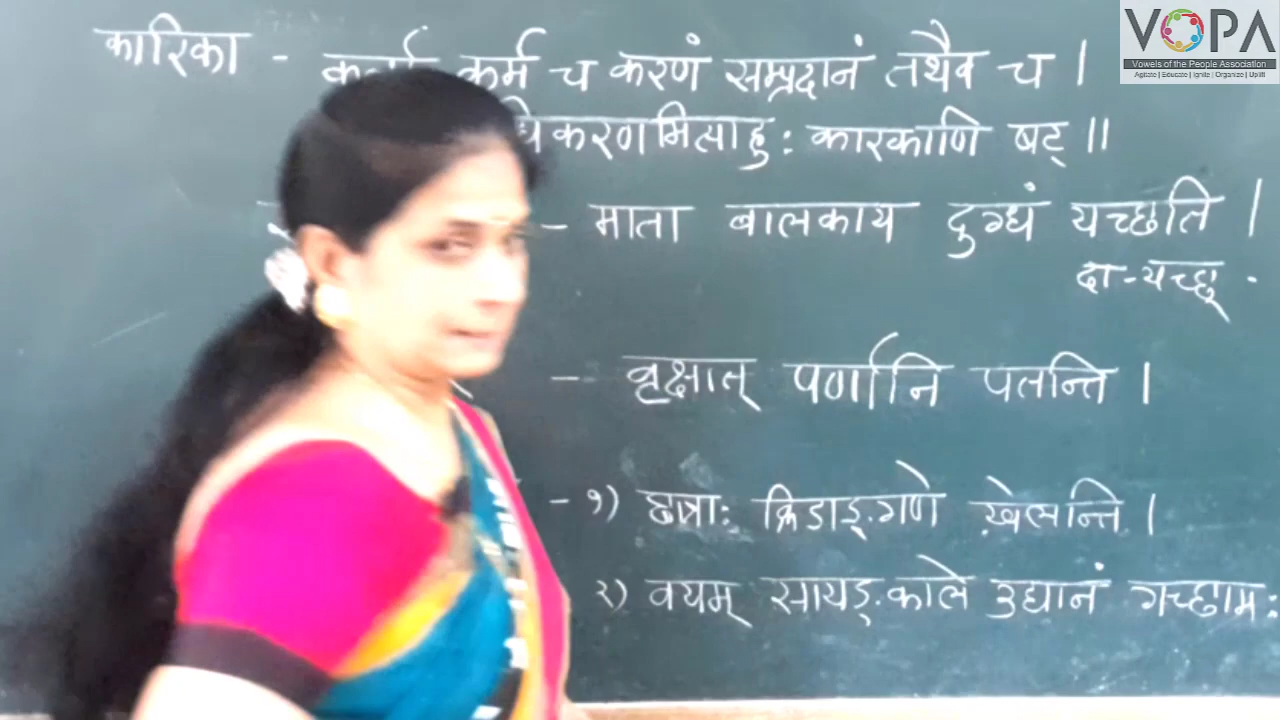 VOPA
Vowels of the People Association
Agitate | Educate | Ignite | Organize | Uplift
कारिका - कर्म च करणं सम्प्रदानं तथैव च ।
धिकरणमित्याहुः कारकाणि षट् ॥
- माता बालकाय दुग्धं यच्छति ।
दा-यच्छ् .
- वृक्षात् पर्णानि पतन्ति ।
- १) छात्राः क्रिडाङ्गणे खेलन्ति ।
२) वयम् सायङ्काले उद्यानं गच्छामः